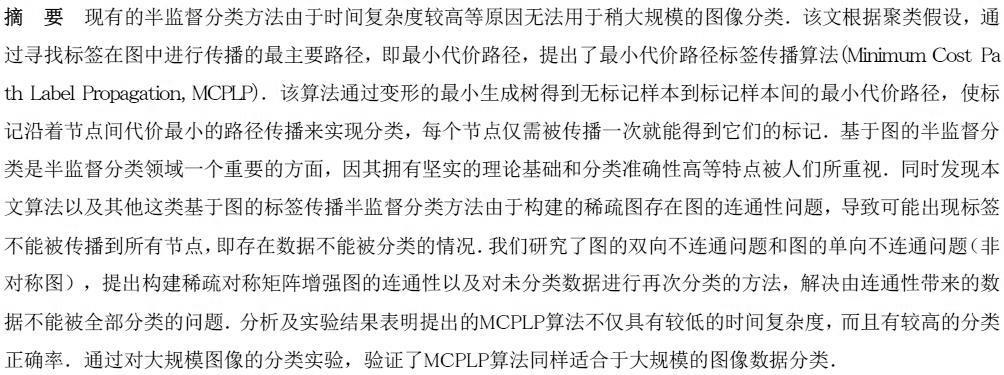 摘 要 现有的半监督分类方法由于时间复杂度较高等原因无法用于稍大规模的图像分类．该文根据聚类假设，通
过寻找标签在图中进行传播的最主要路径，即最小代价路径，提出了最小代价路径标签传播算法(Minimum Cost Pa
th Label Propagation, MCPLP)．该算法通过变形的最小生成树得到无标记样本到标记样本间的最小代价路径，使标
记沿着节点间代价最小的路径传播来实现分类，每个节点仅需被传播一次就能得到它们的标记．基于图的半监督分
类是半监督分类领域一个重要的方面，因其拥有坚实的理论基础和分类准确性高等特点被人们所重视．同时发现本
文算法以及其他这类基于图的标签传播半监督分类方法由于构建的稀疏图存在图的连通性问题，导致可能出现标签
不能被传播到所有节点，即存在数据不能被分类的情况．我们研究了图的双向不连通问题和图的单向不连通问题（非
对称图），提出构建稀疏对称矩阵增强图的连通性以及对未分类数据进行再次分类的方法，解决由连通性带来的数
据不能被全部分类的问题．分析及实验结果表明提出的MCPLP算法不仅具有较低的时间复杂度，而且有较高的分类
正确率．通过对大规模图像的分类实验，验证了MCPLP算法同样适合于大规模的图像数据分类．